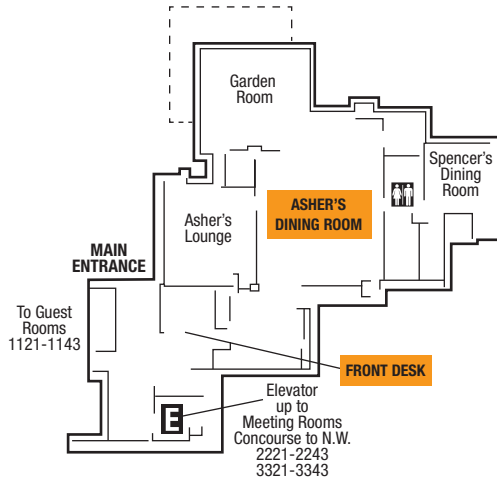 Garden
Room
Spencer's
Dining
Room
ASHER'S
DINING ROOM
Asher's
Lounge
MAIN
ENTRANCE
To Guest
Rooms
1121-1143
FRONT DESK
E
Elevator
up to
Meeting Rooms
Concourse to N.W.
2221-2243
3321-3343